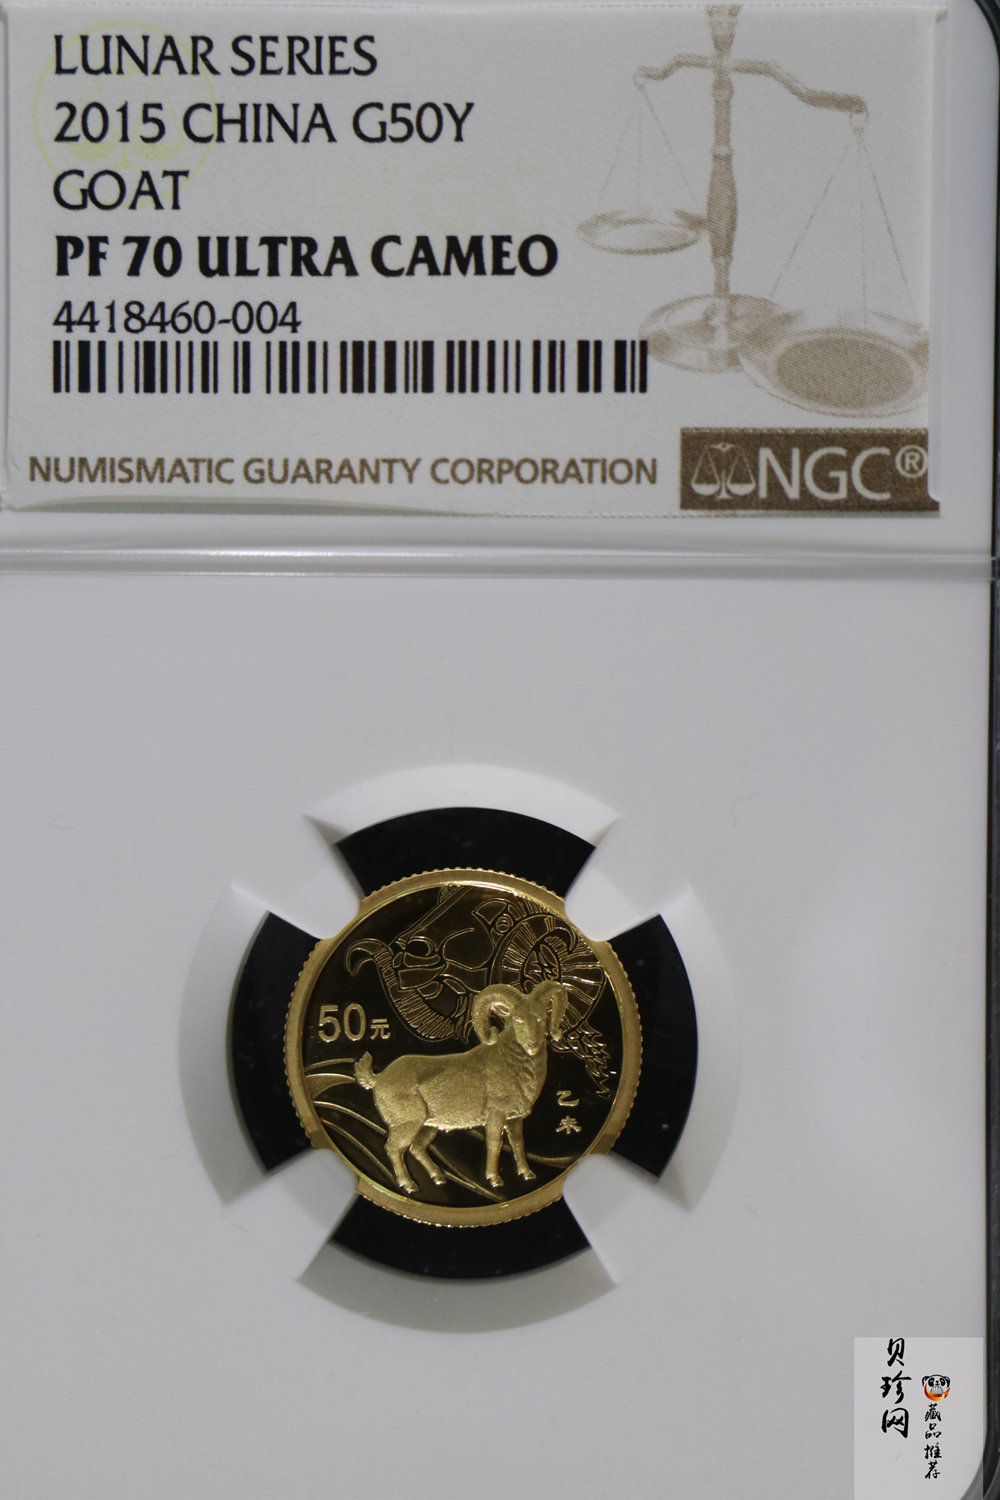 LUNAR SERIES
2015 CHINA G50Y
GOAT
PF 70 ULTRA CAMEO
4418460-004
NUMISMATIC GUARANTY CORPORATION
NGC®
50元
乙
未
贝珍网
藏品推荐